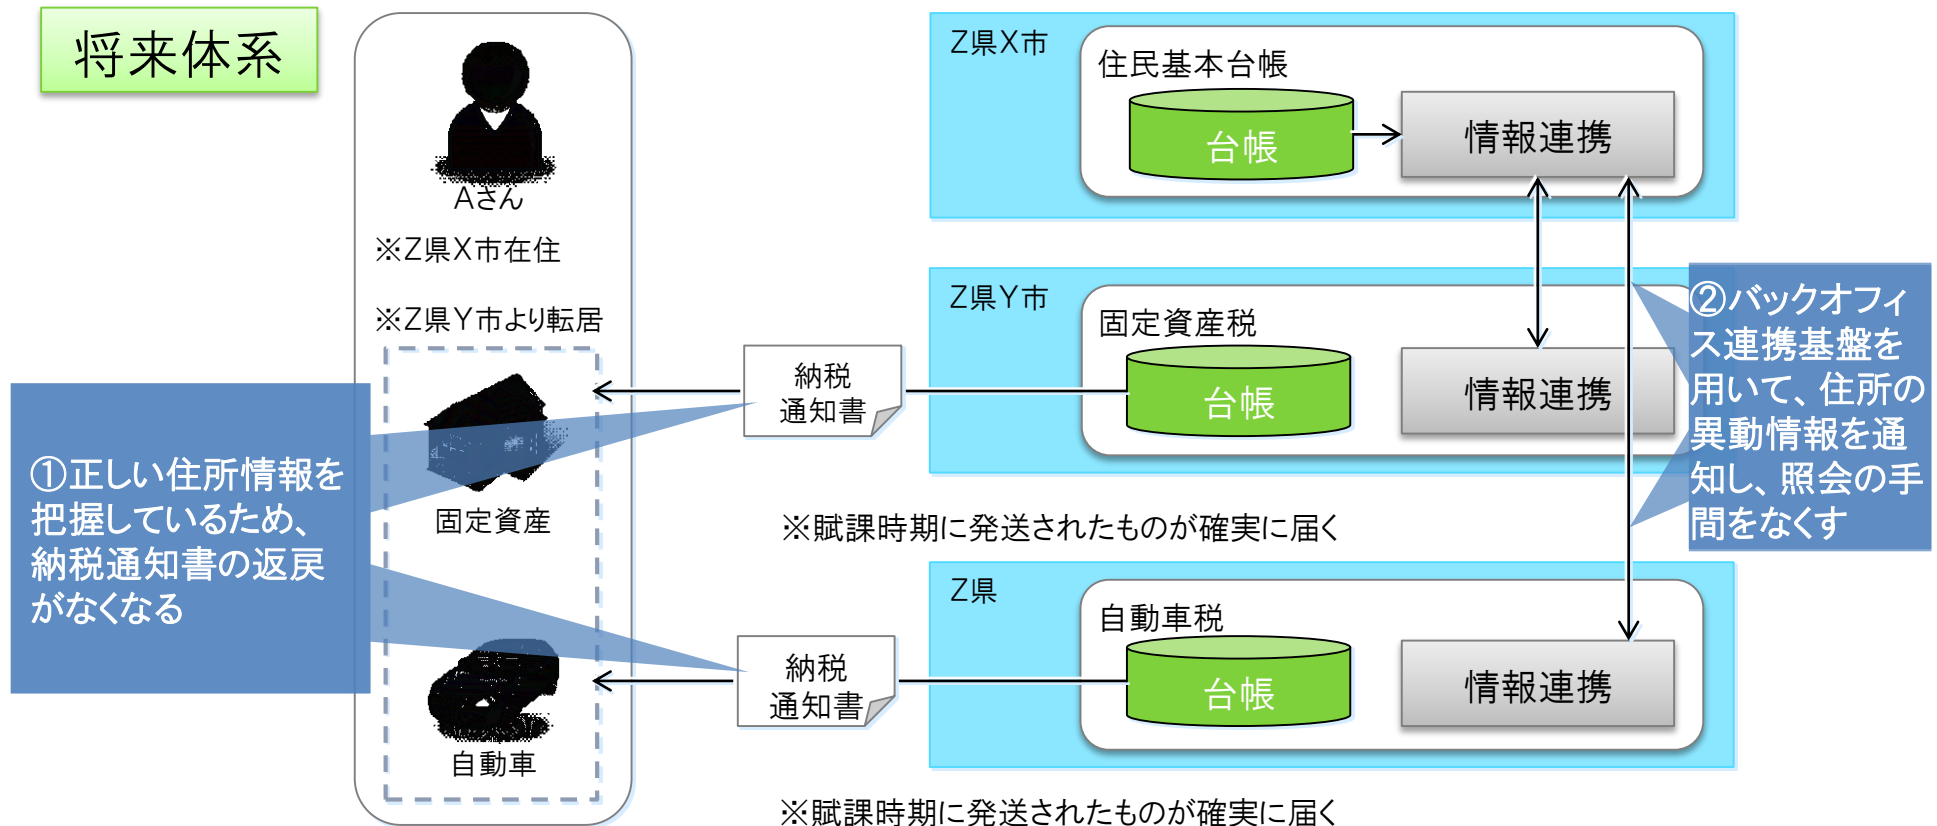 将来体系
Aさん
※Z県X市在住
※Z県Y市より転居
固定資産
自動車
①正しい住所情報を
把握しているため、
納税通知書の返戻
がなくなる
納税
通知書
納税
通知書
Z県X市
住民基本台帳
台帳
情報連携
Z県Y市
固定資産税
台帳
情報連携
※賦課時期に発送されたものが確実に届く
Z県
自動車税
台帳
情報連携
※賦課時期に発送されたものが確実に届く
②バックオフィ
ス連携基盤を
用いて、住所の
異動情報を通
知し、照会の手
間をなくす